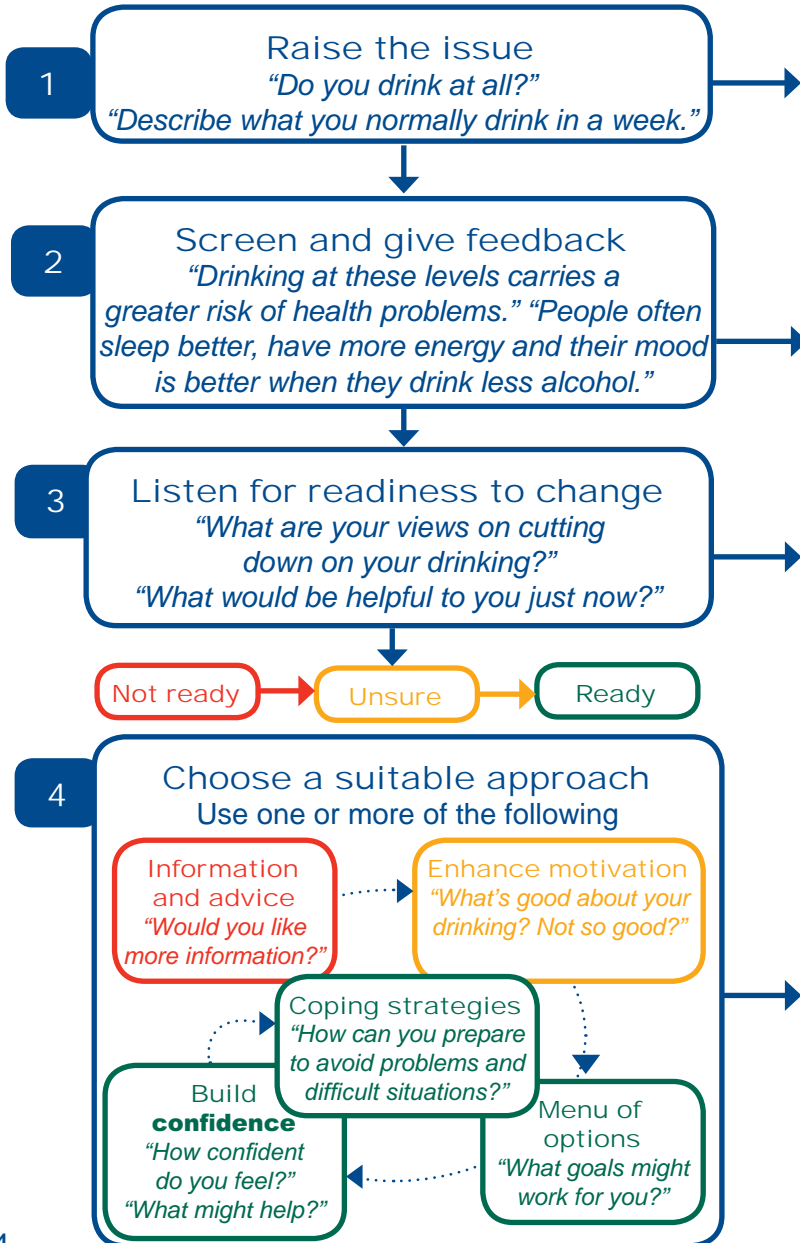 1
Raise the issue
“Do you drink at all?”
“Describe what you normally drink in a week.”
2
Screen and give feedback
“Drinking at these levels carries a
greater risk of health problems.” “People often
sleep better, have more energy and their mood
is better when they drink less alcohol.”
3
Listen for readiness to change
“What are your views on cutting
down on your drinking?”
“What would be helpful to you just now?”
Not ready
Unsure
Ready
4
Choose a suitable approach
Use one or more of the following
Information
and advice
“Would you like
more information?”
Enhance motivation
“What’s good about your
drinking? Not so good?”
Coping strategies
“How can you prepare
to avoid problems and
difficult situations?”
Build
confidence
“How confident
do you feel?”
“What might help?”
Menu of
options
“What goals might
work for you?”